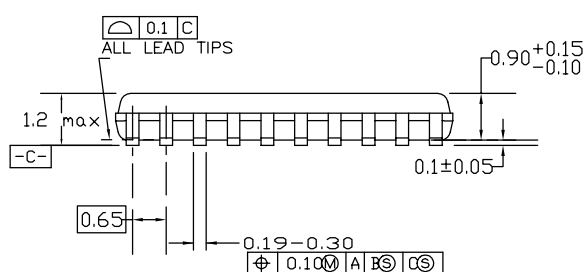 ⌓ 0.1 C
ALL LEAD TIPS
0.90 +0.15
-0.10
1.2 max
-C-
0.1±0.05
0.65
0.19-0.30
⌖ 0.10Ⓜ A BⓈ CⓈ